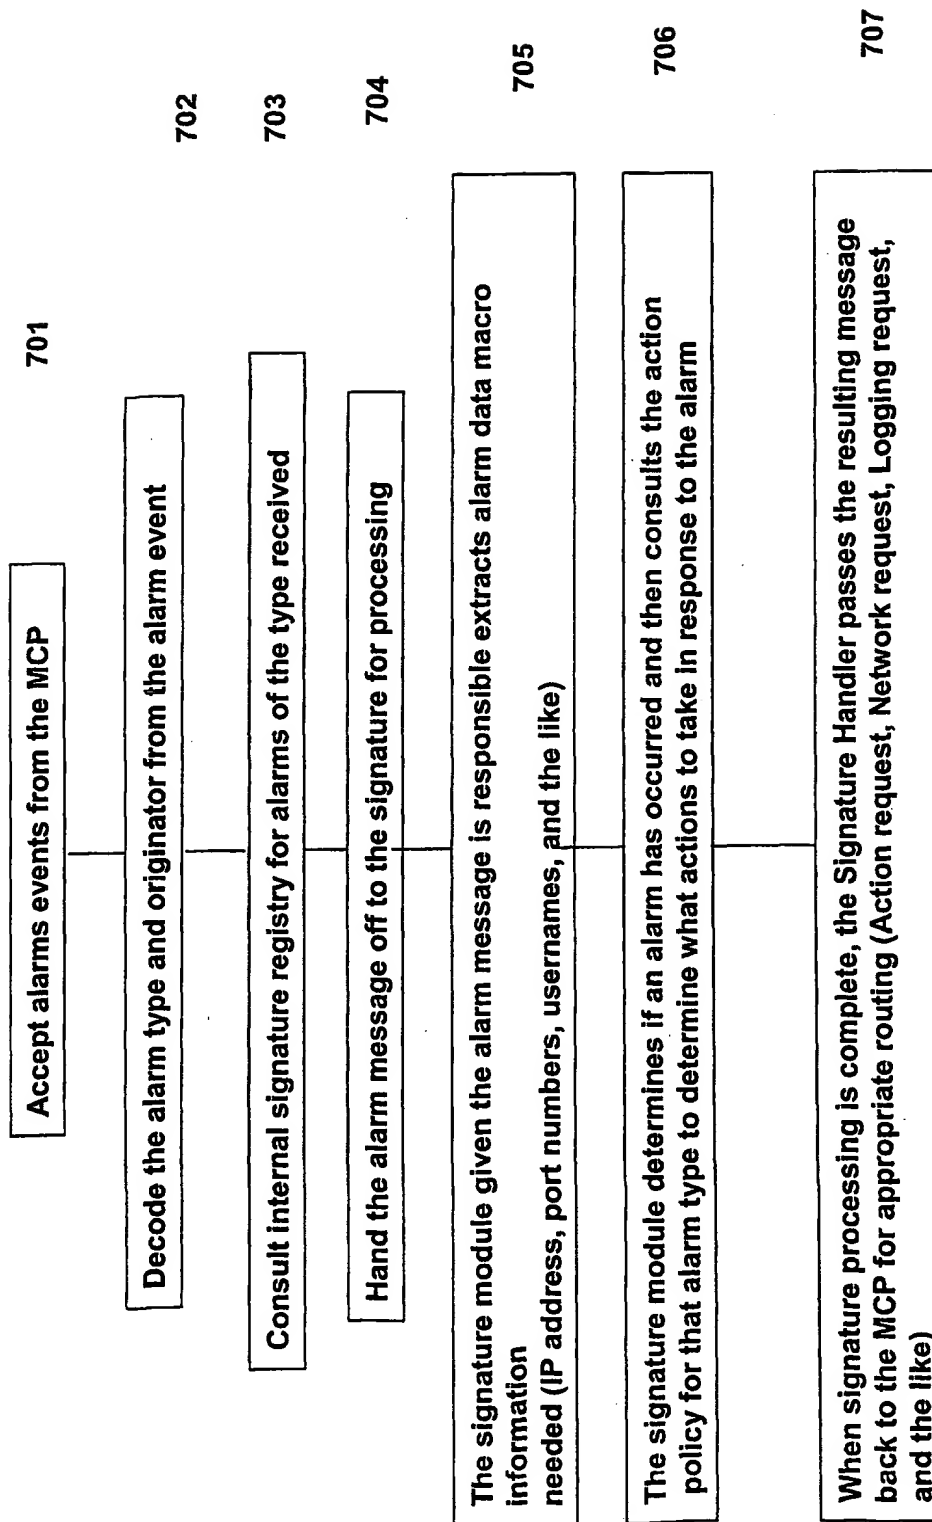 Accept alarms events from the MCP
701
Decode the alarm type and originator from the alarm event
702
Consult internal signature registry for alarms of the type received
703
Hand the alarm message off to the signature for processing
704
The signature module given the alarm message is responsible extracts alarm data macro
information
needed (IP address, port numbers, usernames, and the like)
705
The signature module determines if an alarm has occurred and then consults the action
policy for that alarm type to determine what actions to take in response to the alarm
706
When signature processing is complete, the Signature Handler passes the resulting message
back to the MCP for appropriate routing (Action request, Network request, Logging request,
and the like)
707